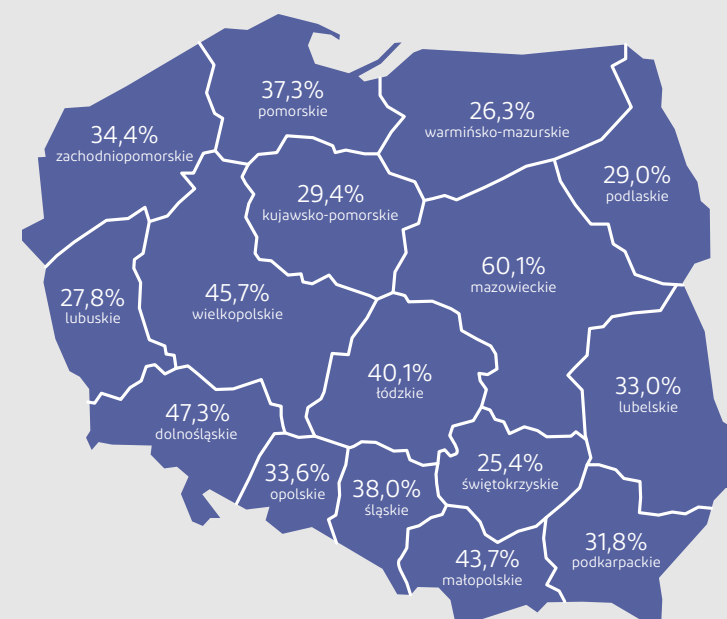 37,3%
pomorskie
26,3%
warmińsko-mazurskie
34,4%
zachodniopomorskie
29,0%
podlaskie
29,4%
kujawsko-pomorskie
60,1%
mazowieckie
27,8%
lubuskie
45,7%
wielkopolskie
40,1%
łódzkie
33,0%
lubelskie
47,3%
dolnośląskie
33,6%
opolskie
38,0%
śląskie
25,4%
świętokrzyskie
43,7%
małopolskie
31,8%
podkarpackie